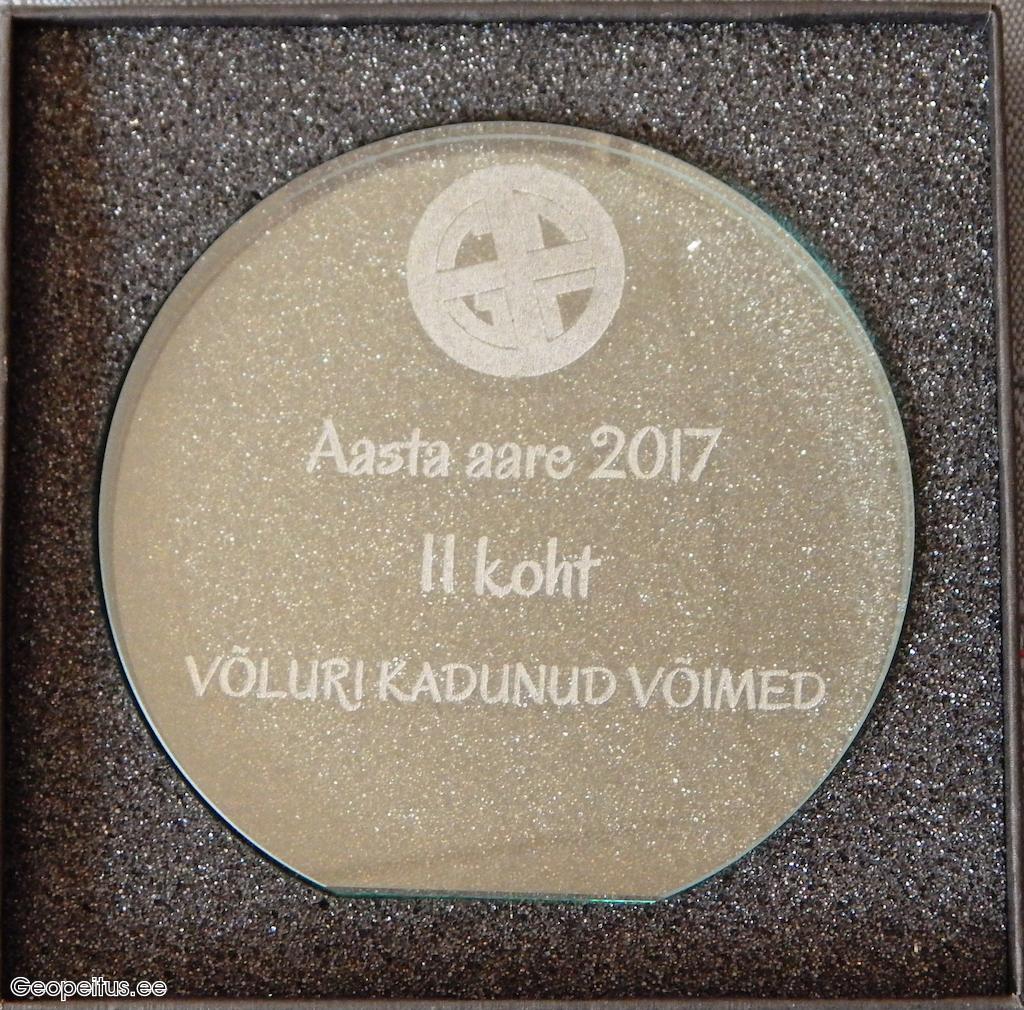 Aasta aare 2017
II koht
VÕLURI KADUNUD VÕIMED
Geopeitus.ee